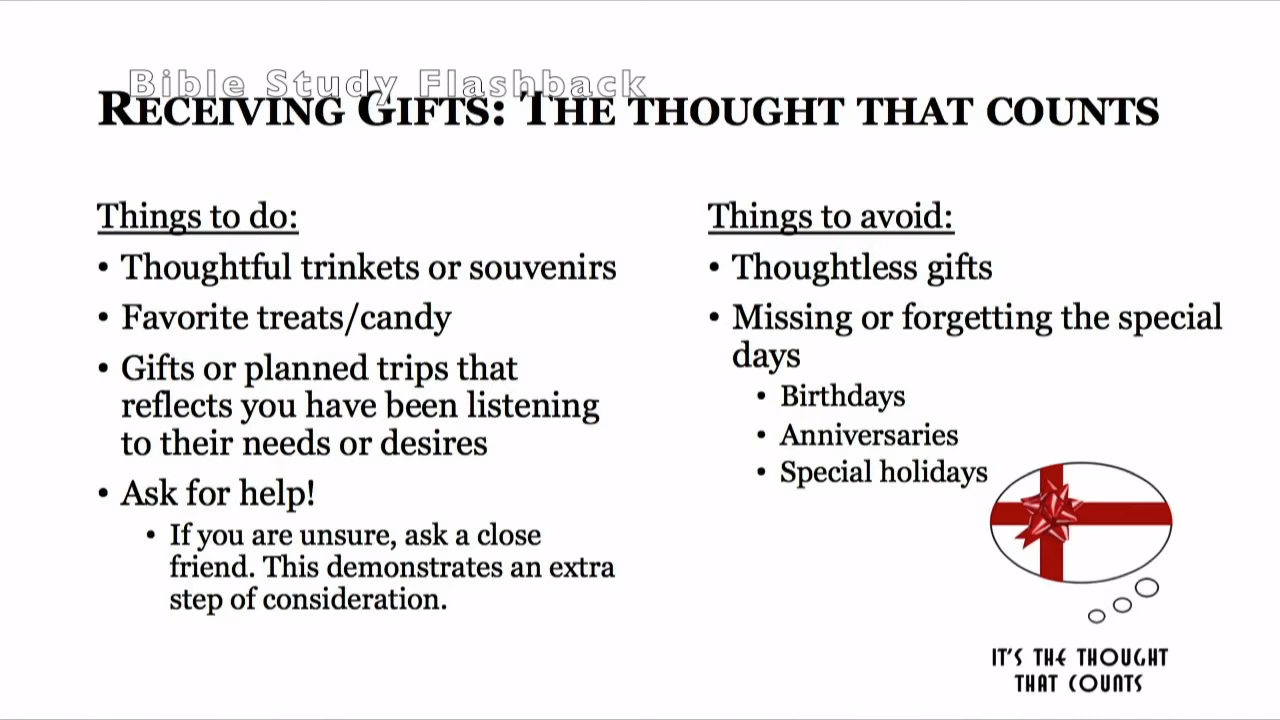 Bible Study Flashback
RECEIVING GIFTS: THE THOUGHT THAT COUNTS
Things to do:
• Thoughtful trinkets or souvenirs
• Favorite treats/candy
• Gifts or planned trips that
reflects you have been listening
to their needs or desires
• Ask for help!
• If you are unsure, ask a close
friend. This demonstrates an extra
step of consideration.
Things to avoid:
• Thoughtless gifts
• Missing or forgetting the special
days
• Birthdays
• Anniversaries
• Special holidays
IT'S THE THOUGHT
THAT COUNTS